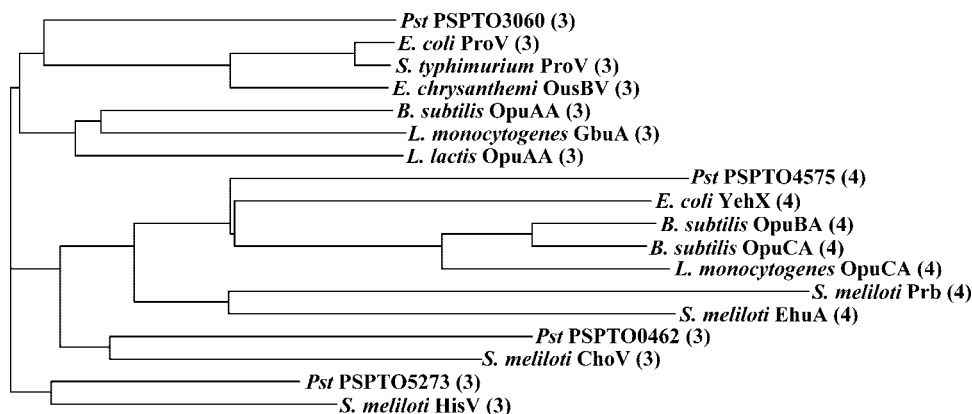 Pst PSPTO3060 (3)
E. coli ProV (3)
S. typhimurium ProV (3)
E. chrysanthemi OusBV (3)
B. subtilis OpuAA (3)
L. monocytogenes GbuA (3)
L. lactis OpuAA (3)
Pst PSPTO4575 (4)
E. coli YehX (4)
B. subtilis OpuBA (4)
B. subtilis OpuCA (4)
L. monocytogenes OpuCA (4)
S. meliloti Prb (4)
S. meliloti EhuA (4)
Pst PSPTO0462 (3)
S. meliloti ChoV (3)
Pst PSPTO5273 (3)
S. meliloti HisV (3)